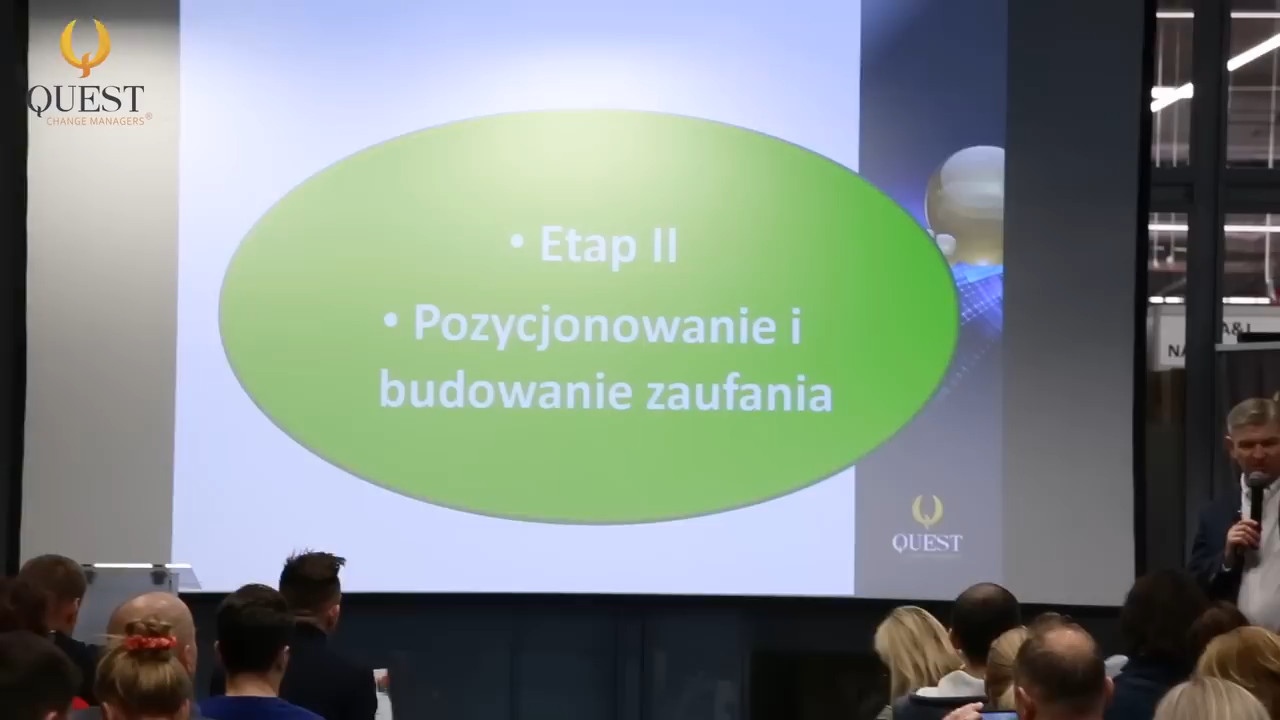 QUEST
CHANGE MANAGERS®
• Etap II
• Pozycjonowanie i
budowanie zaufania
QUEST
A&I